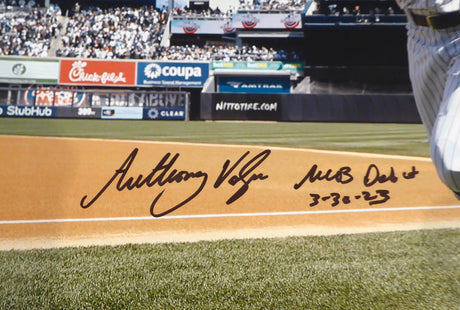 Chick-fil-&
coupa
StubHub
CLEAR
NITTOTIRE.COM
Anthony Volpe
MLB Debut
3-30-23